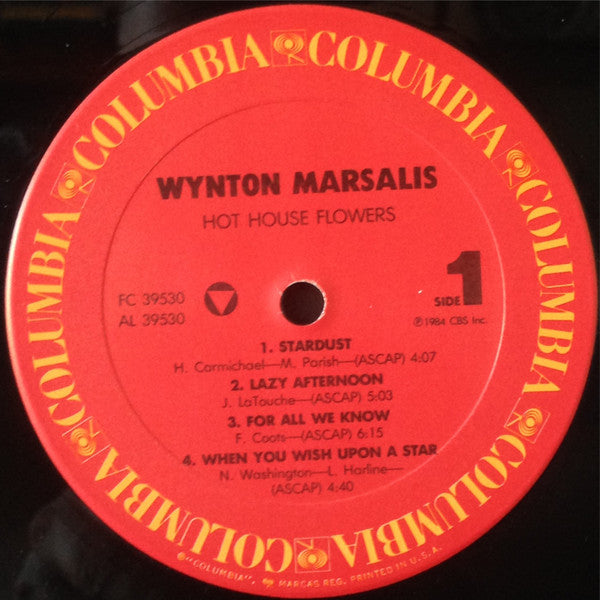 COLUMBIA COLUMBIA COLUMBIA COLUMBIA COLUMBIA COLUMBIA
WYNTON MARSALIS
HOT HOUSE FLOWERS
FC 39530
AL 39530
SIDE 1
℗1984 CBS Inc.
1. STARDUST
H. Carmichael—M. Parish—(ASCAP) 4:07
2. LAZY AFTERNOON
J. LaTouche—(ASCAP) 5:03
3. FOR ALL WE KNOW
F. Coots—(ASCAP) 6:15
4. WHEN YOU WISH UPON A STAR
N. Washington—L. Harline—
(ASCAP) 4:40
"COLUMBIA", MARCAS REG. PRINTED IN U.S.A.